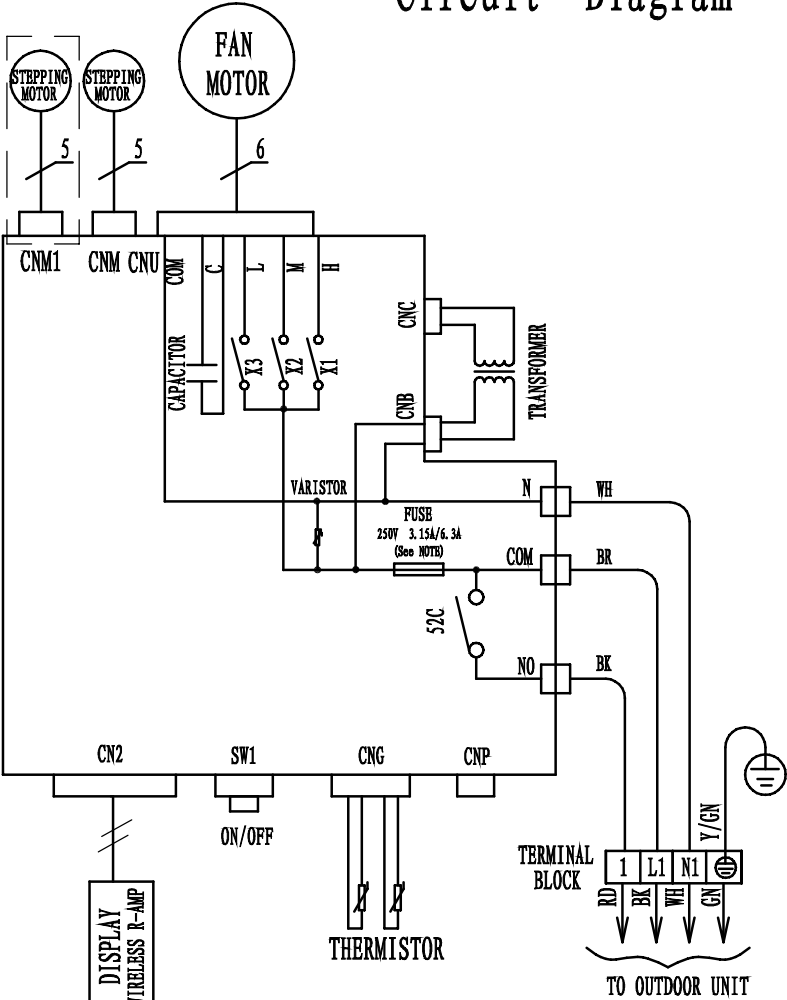 Circuit Diagram
FAN
MOTOR
STEPPING
MOTOR
STEPPING
MOTOR
5
5
6
CNM1
CNM
CNU
COM
C
L
M
H
CAPACITOR
X3
X2
X1
CNC
CNB
TRANSFORMER
VARISTOR
FUSE
250V 3.15A/6.3A
(See NOTE)
N
WH
COM
BR
52C
NO
BK
CN2
SW1
CNG
CNP
ON/OFF
Y/GN
TERMINAL
BLOCK
1
L1
N1
RD
BK
WH
GN
DISPLAY
WIRELESS R-AMP
THERMISTOR
TO OUTDOOR UNIT